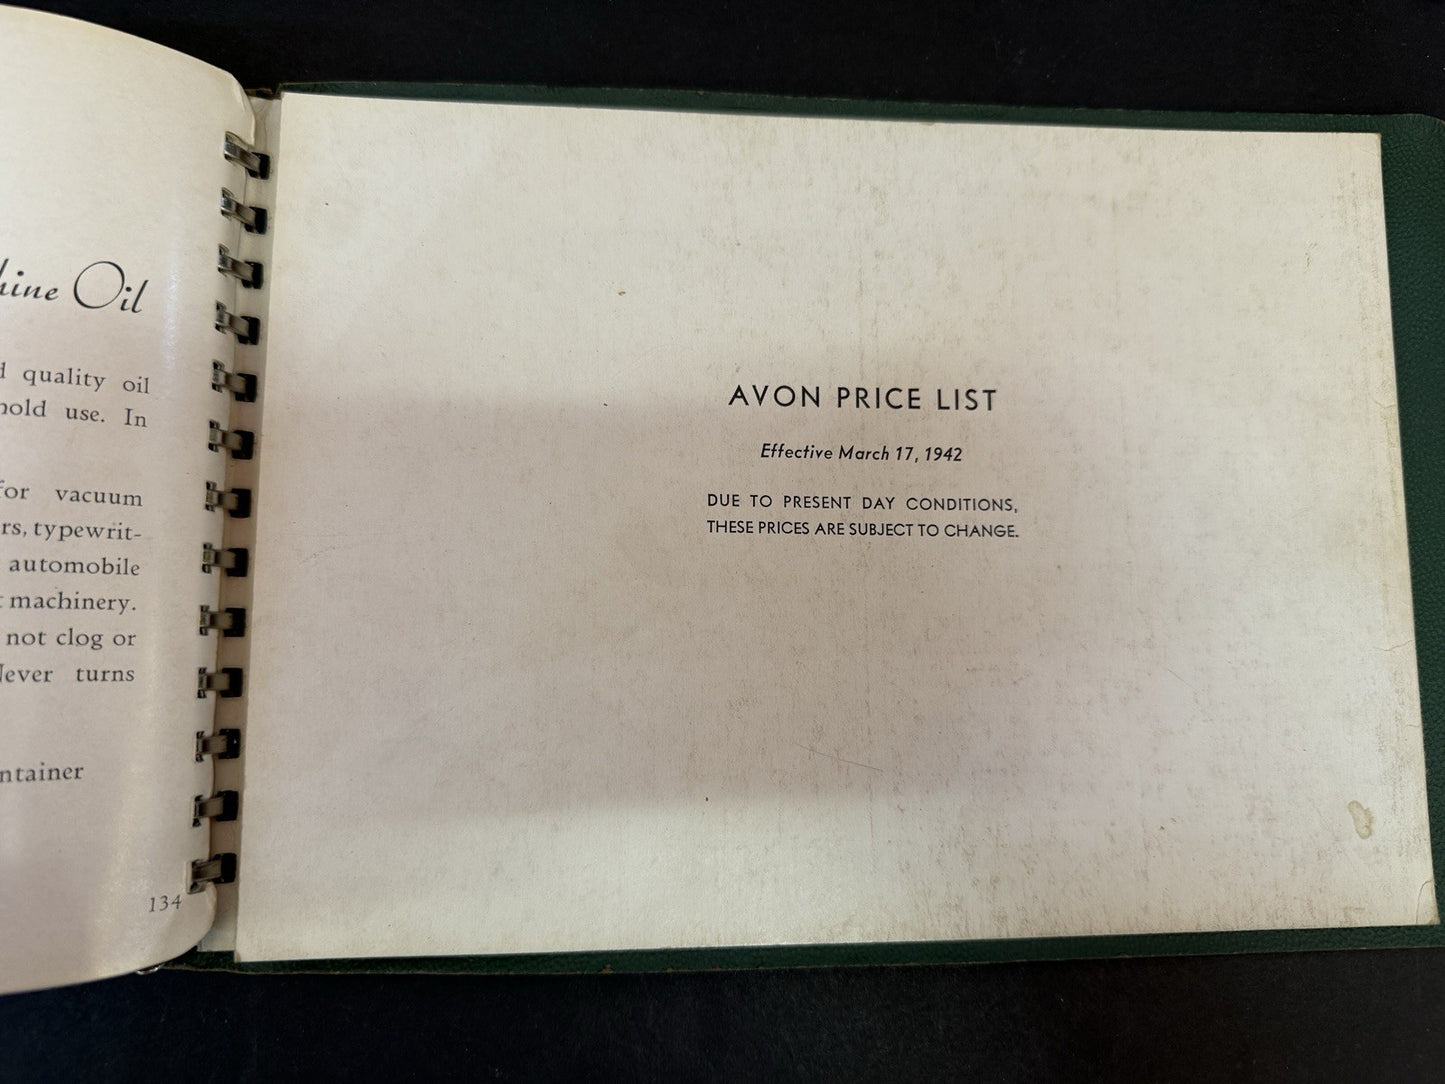 hine Oil
d quality oil
hold use. In
for vacuum
rs, typewrit-
automobile
t machinery.
not clog or
Never turns
ntainer
134
AVON PRICE LIST
Effective March 17, 1942
DUE TO PRESENT DAY CONDITIONS,
THESE PRICES ARE SUBJECT TO CHANGE.